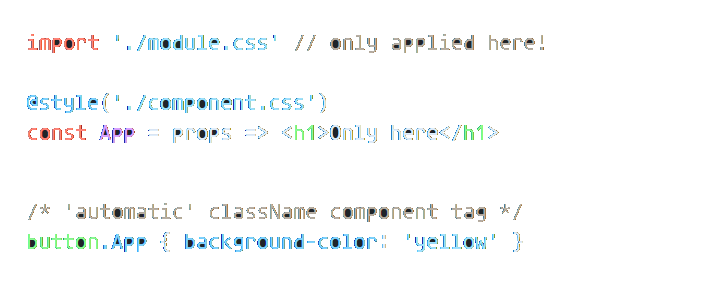 import './module.css' // only applied here!
@style('./component.css')
const App = props => <h1>Only here</h1>
/* 'automatic' className component tag */
button.App { background-color: 'yellow' }